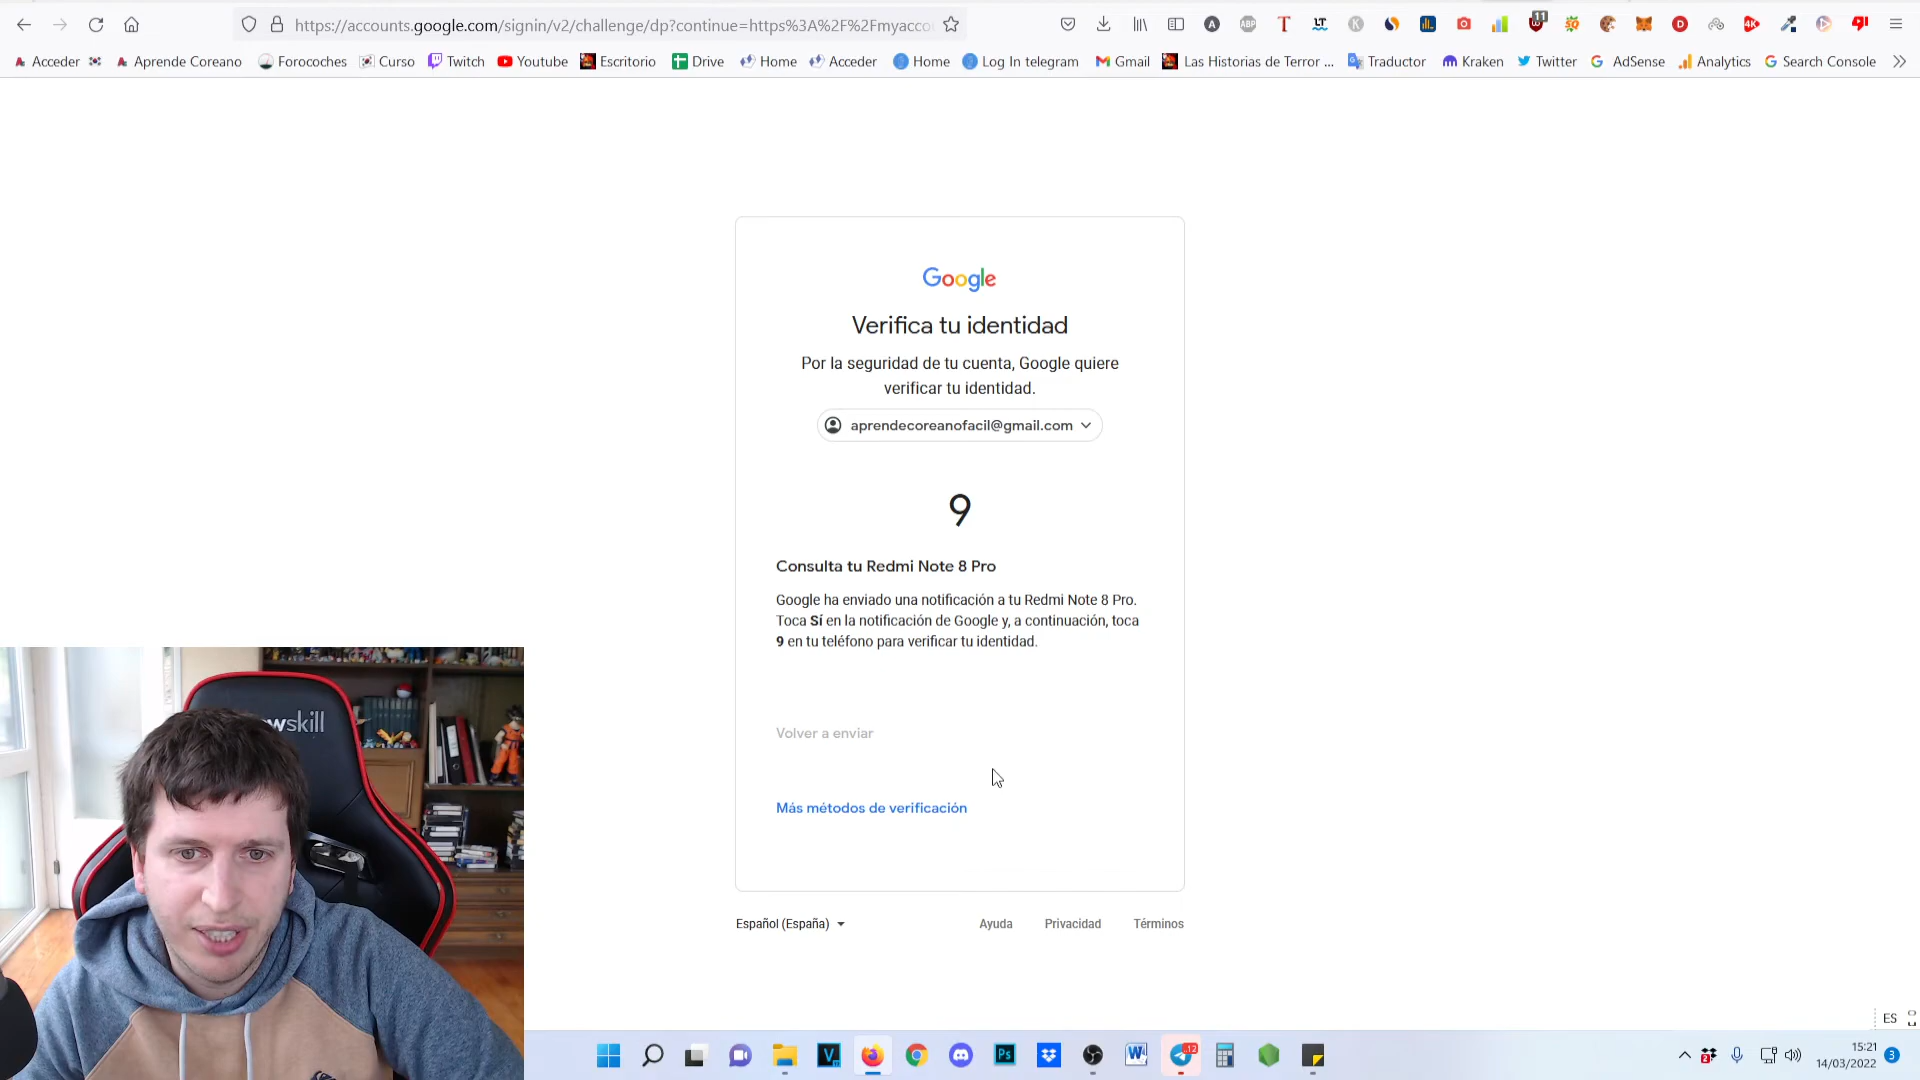 https://accounts.google.com/signin/v2/challenge/dp?continue=https%3A%2F%2Fmyacco
11
Acceder
Aprende Coreano
Forocoches
Curso
Twitch
Youtube
Escritorio
Drive
Home
Acceder
Home
Log In telegram
Gmail
Las Historias de Terror ...
Traductor
Kraken
Twitter
AdSense
Analytics
Search Console
Google
Verifica tu identidad
Por la seguridad de tu cuenta, Google quiere
verificar tu identidad.
aprendecoreanofacil@gmail.com
9
Consulta tu Redmi Note 8 Pro
Google ha enviado una notificación a tu Redmi Note 8 Pro.
Toca Sí en la notificación de Google y, a continuación, toca
9 en tu teléfono para verificar tu identidad.
Volver a enviar
Más métodos de verificación
Español (España)
Ayuda
Privacidad
Términos
wskill
ES
15:21
14/03/2022
3